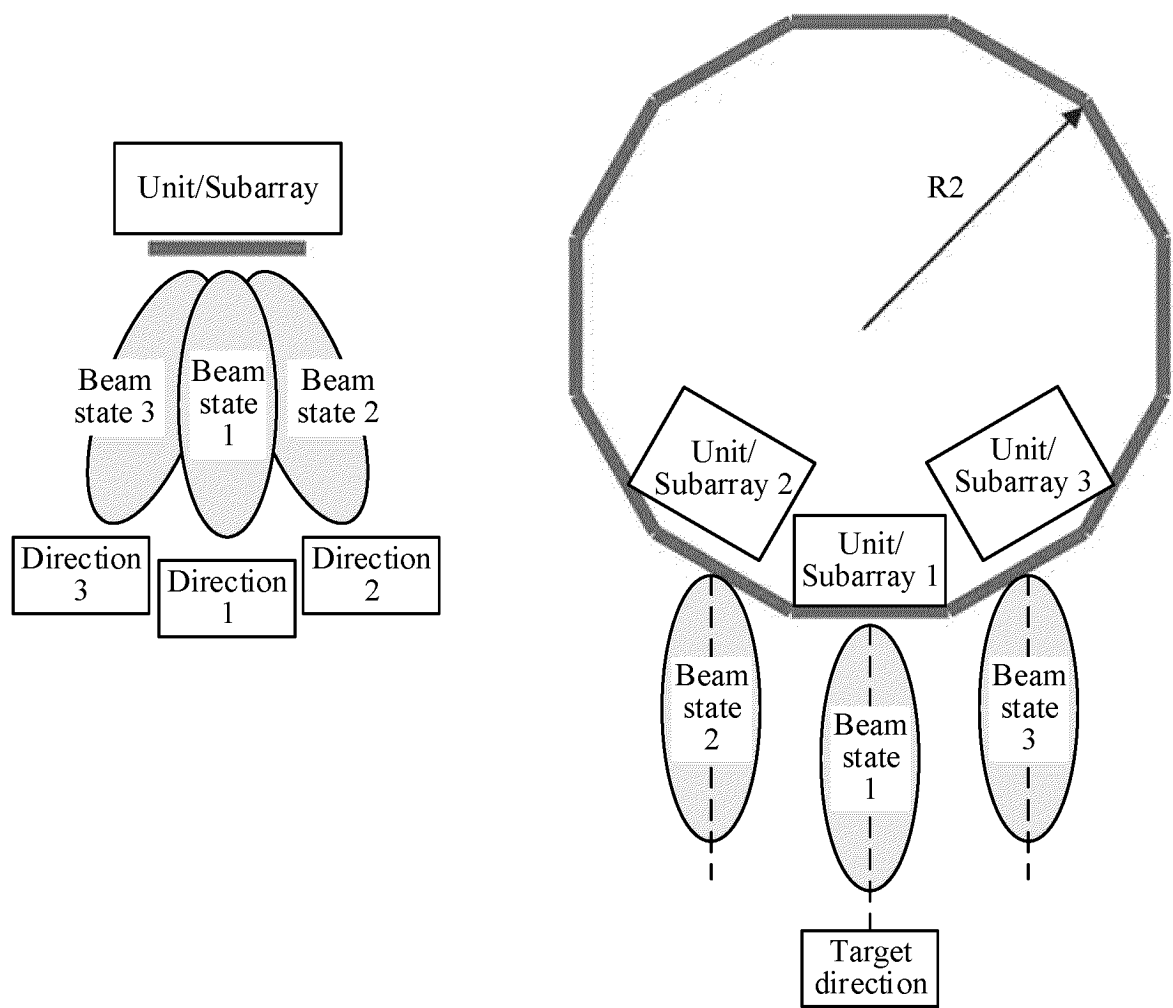 Unit/Subarray
Beam
state 3
Beam
state
1
Beam
state 2
Direction
3
Direction
1
Direction
2
R2
Unit/
Subarray 2
Unit/
Subarray 1
Unit/
Subarray 3
Beam
state
2
Beam
state
1
Beam
state
3
Target
direction